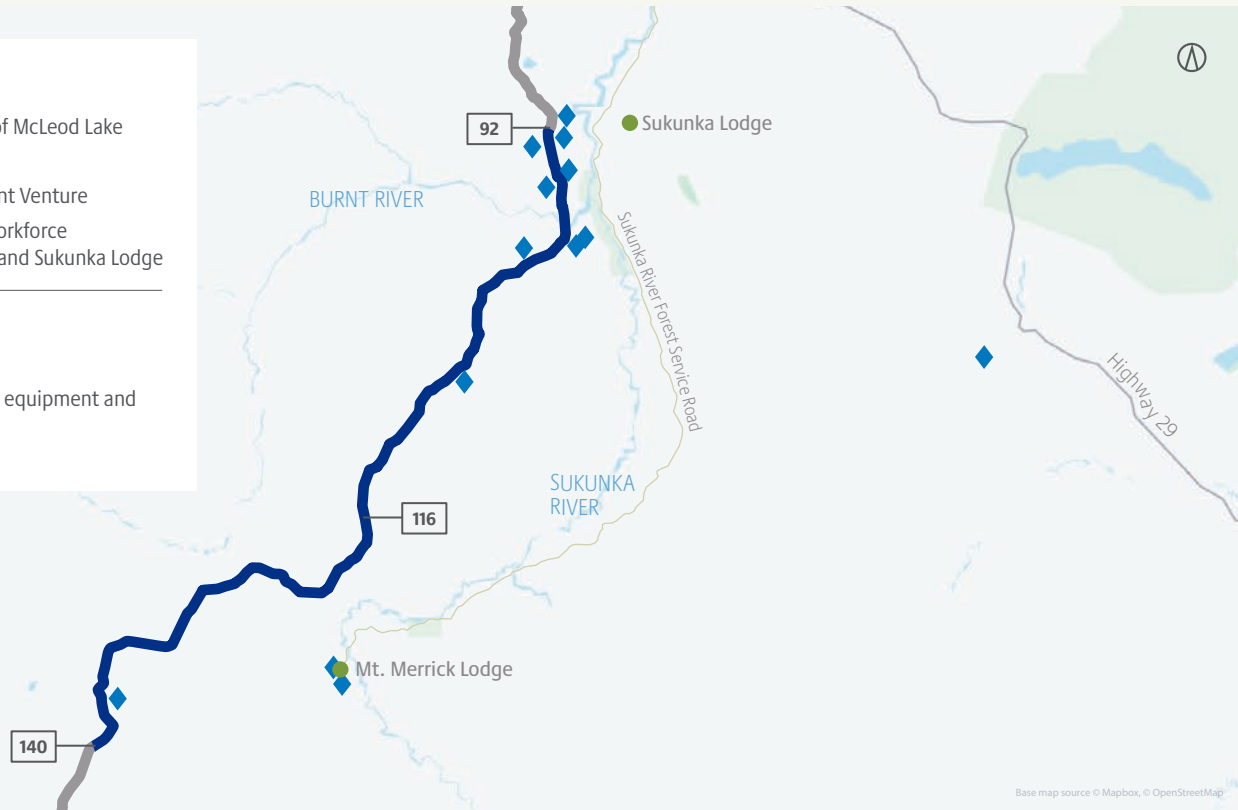 of McLeod Lake
nt Venture
orkforce
and Sukunka Lodge
equipment and
92
Sukunka Lodge
BURNT RIVER
Sukunka River Forest Service Road
Highway 29
SUKUNKA
RIVER
116
Mt. Merrick Lodge
140
Base map source © Mapbox, © OpenStreetMap